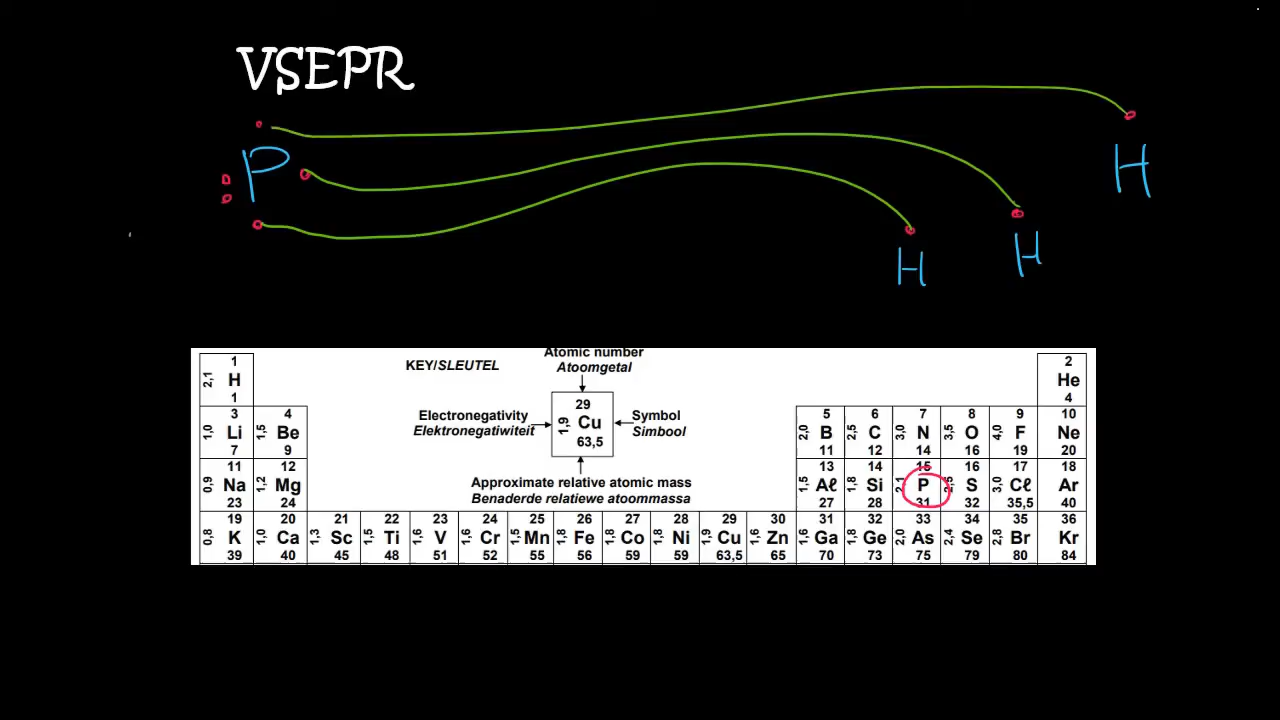 VSEPR
P
H
H
H
Atomic number
Atoomgetal
KEY/SLEUTEL
29
1,9 Cu
63,5
Electronegativity
Elektronegatiwiteit
Symbol
Simbool
Approximate relative atomic mass
Benaderde relatiewe atoommassa
1 2
2,1 H He
1 4
3 4 5 6 7 8 9 10
1,0 Li 1,5 Be 2,0 B 2,5 C 3,0 N 3,5 O 4,0 F Ne
7 9 11 12 14 16 19 20
11 12 13 14 15 16 17 18
0,9 Na 1,2 Mg 1,5 Aℓ 1,8 Si 2,1 P 2,5 S 3,0 Cℓ Ar
23 24 27 28 31 32 35,5 40
19 20 21 22 23 24 25 26 27 28 29 30 31 32 33 34 35 36
0,8 K 1,0 Ca 1,3 Sc 1,5 Ti 1,6 V 1,6 Cr 1,5 Mn 1,8 Fe 1,8 Co 1,8 Ni 1,9 Cu 1,6 Zn 1,6 Ga 1,8 Ge 2,0 As 2,4 Se 2,8 Br Kr
39 40 45 48 51 52 55 56 59 59 63,5 65 70 73 75 79 80 84